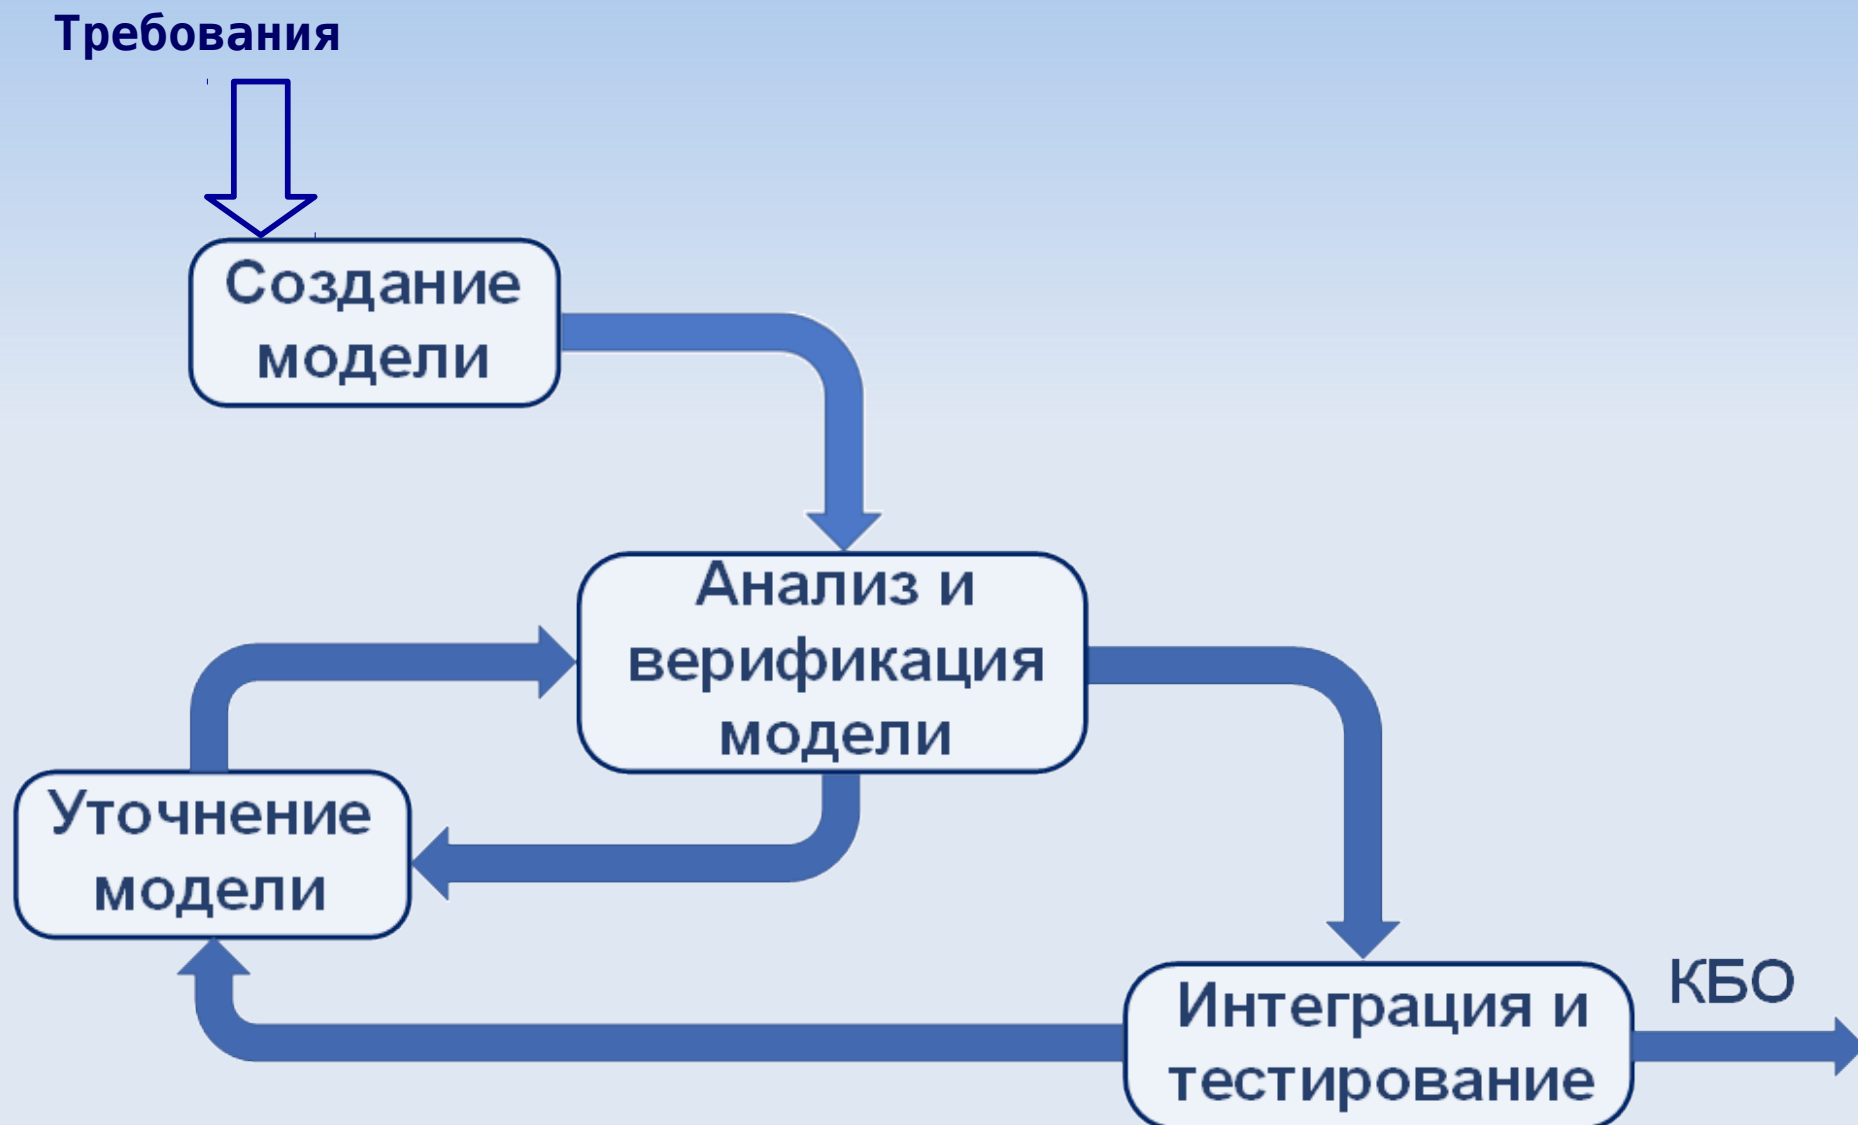 Требования
Создание
модели
Анализ и
верификация
модели
Уточнение
модели
КБО
Интеграция и
тестирование